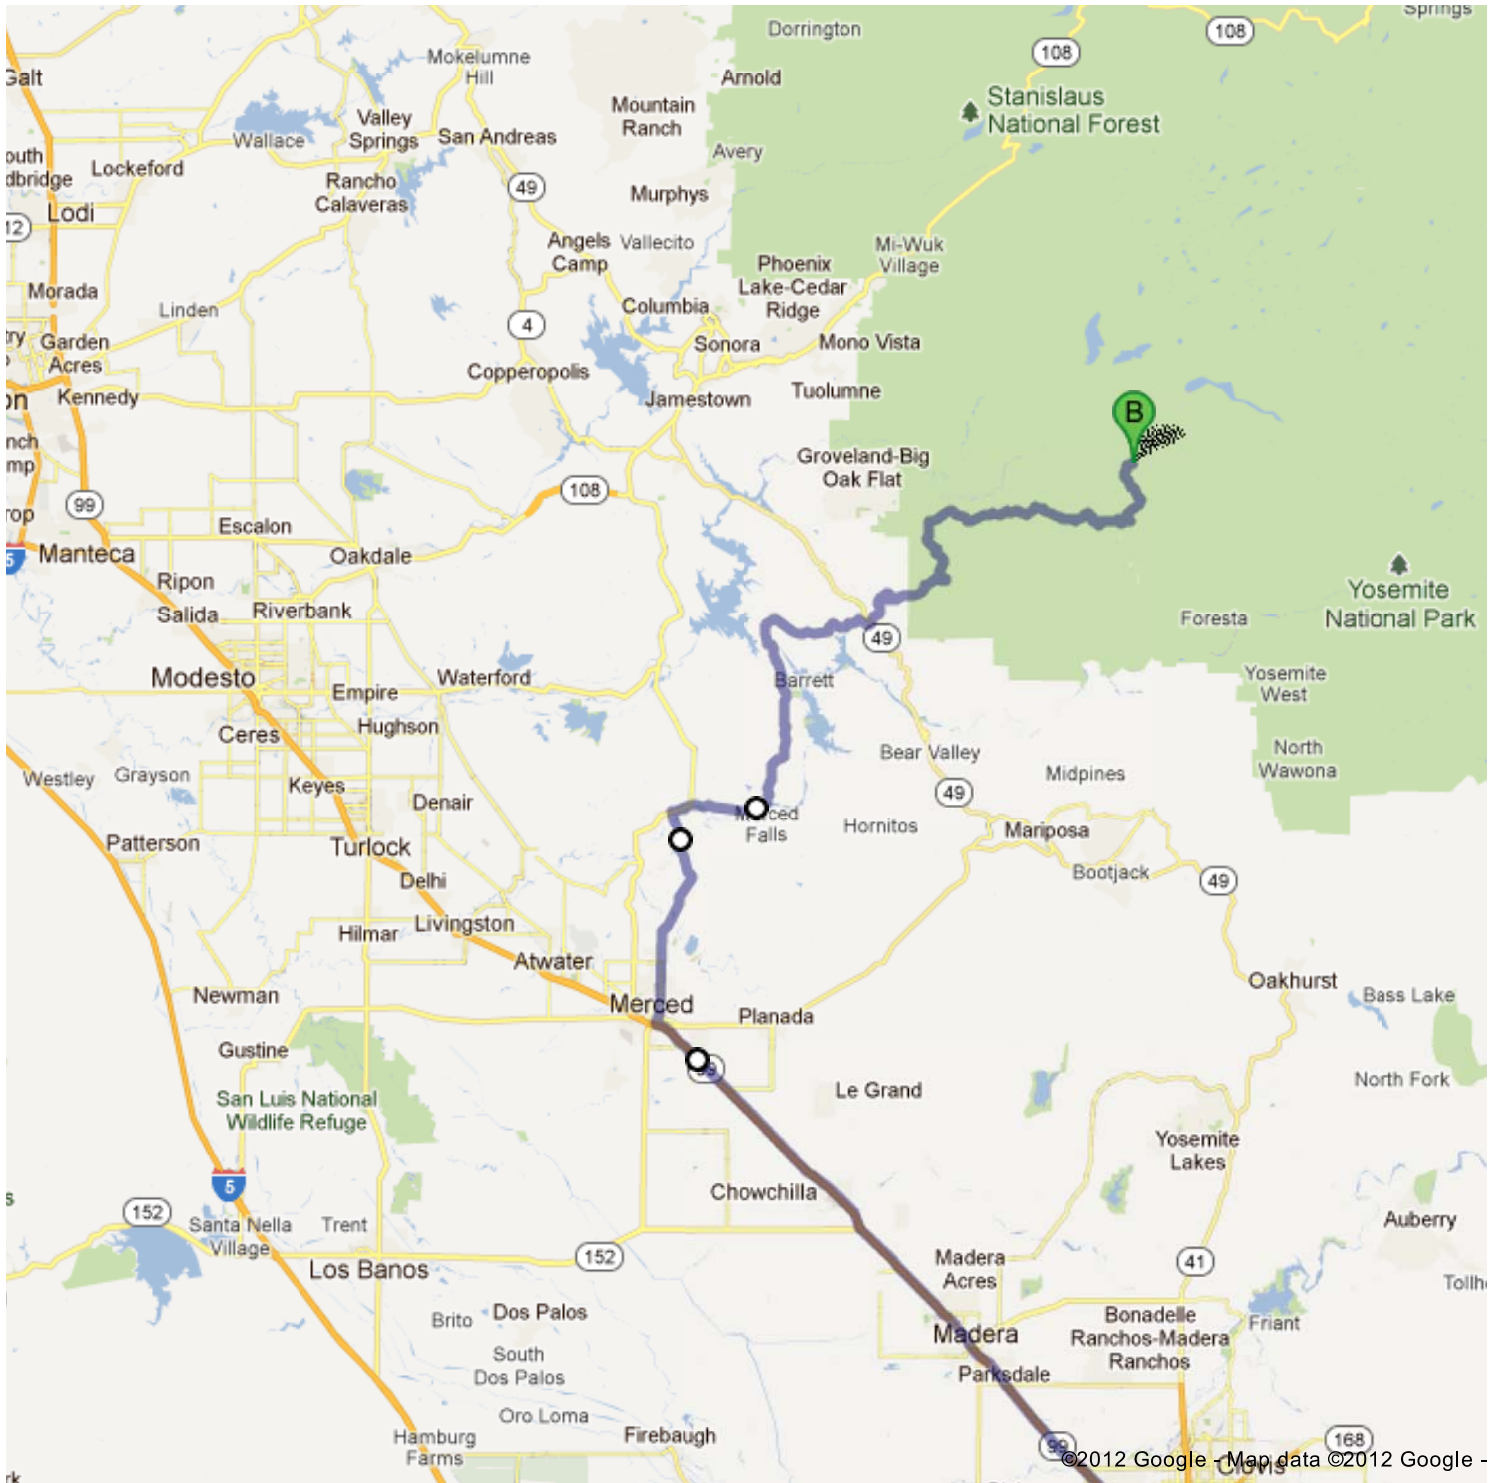 Springs
108
Dorrington
108
Mokelumne
Hill
Galt
Arnold
Stanislaus
National Forest
Mountain
Ranch
Valley
Springs
San Andreas
Wallace
Avery
Lockeford
Lodi
Rancho
Calaveras
49
Murphys
12
Angels
Camp
Vallecito
Mi-Wuk
Village
Phoenix
Lake-Cedar
Ridge
Morada
Linden
Columbia
4
Garden
Acres
Sonora
Mono Vista
Copperopolis
Kennedy
Jamestown
Tuolumne
B
Groveland-Big
Oak Flat
108
99
Escalon
Manteca
Oakdale
5
Yosemite
National Park
Ripon
Salida
Riverbank
Foresta
49
Modesto
Empire
Waterford
Barrett
Yosemite
West
Hughson
Ceres
Bear Valley
North
Wawona
Westley
Grayson
Keyes
Midpines
Denair
49
Merced
Falls
Hornitos
Mariposa
Patterson
Turlock
Bootjack
Delhi
49
Livingston
Hilmar
Atwater
Oakhurst
Newman
Merced
Planada
Bass Lake
Gustine
99
Le Grand
North Fork
San Luis National
Wildlife Refuge
Yosemite
Lakes
5
Chowchilla
152
Santa Nella
Village
Trent
Auberry
152
Los Banos
Madera
Acres
41
Brito
Dos Palos
Madera
Bonadelle
Ranchos-Madera
Ranchos
Friant
South
Dos Palos
Parksdale
Oro Loma
Hamburg
Farms
Firebaugh
99
168
©2012 Google - Map data ©2012 Google -
Clovis